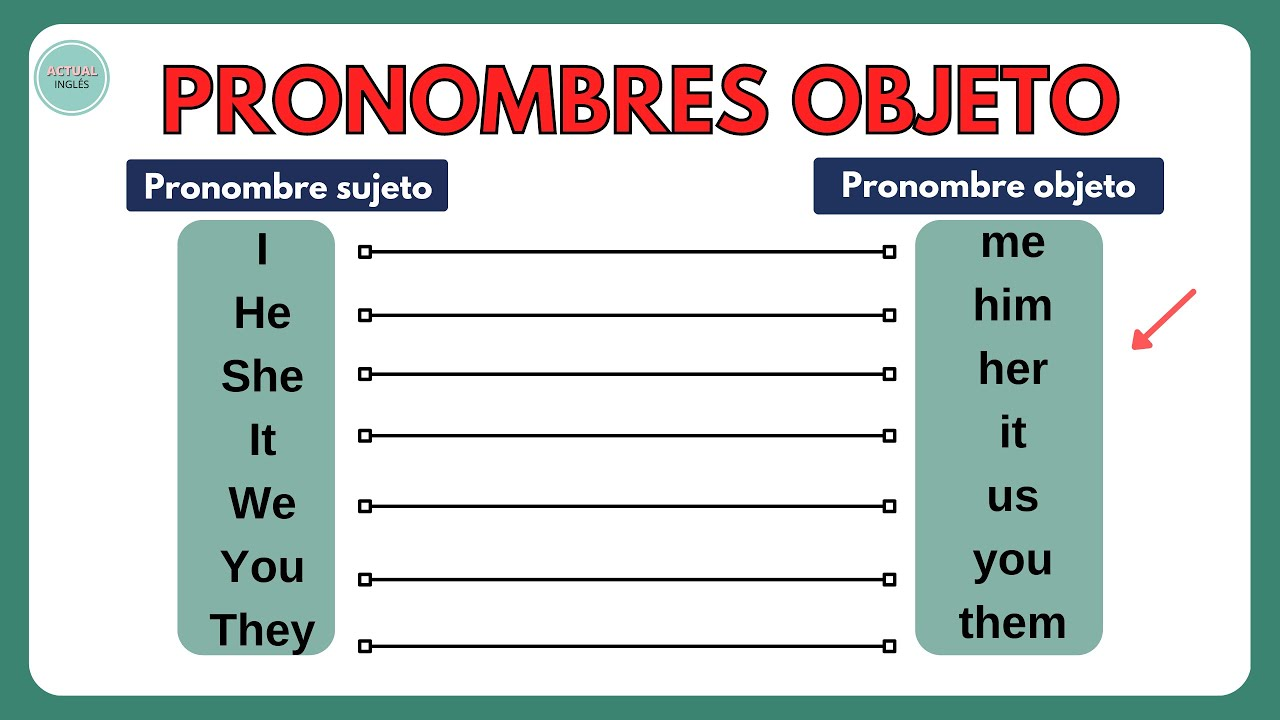 ACTUAL
INGLÉS
PRONOMBRES OBJETO
Pronombre sujeto
Pronombre objeto
I
me
He
him
She
her
It
it
We
us
You
you
They
them